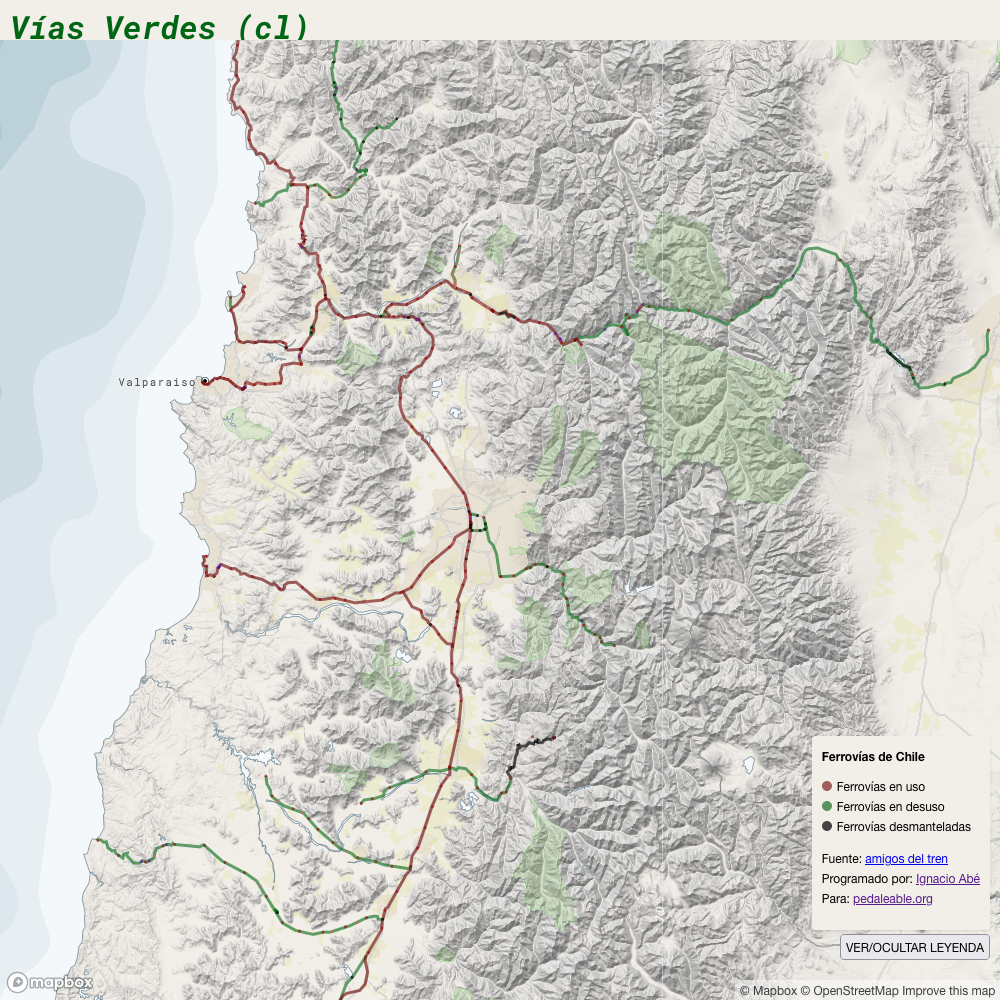 Vías Verdes (cl)
Valparaiso
Ferrovías de Chile
Ferrovías en uso
Ferrovías en desuso
Ferrovías desmanteladas
Fuente: amigos del tren
Programado por: Ignacio Abé
Para: pedaleable.org
VER/OCULTAR LEYENDA
mapbox
© Mapbox © OpenStreetMap Improve this map